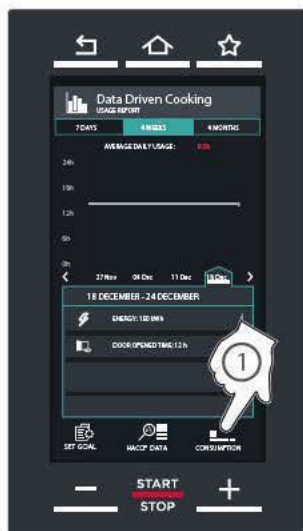 Data Driven Cooking
USAGE REPORT
7 DAYS 4 WEEKS 4 MONTHS
AVERAGE DAILY USAGE:
24h
18h
12h
6h
0h
27 Nov 04 Dec 11 Dec 18 Dec
18 DECEMBER - 24 DECEMBER
ENERGY: 150 kWh
DOOR OPENED TIME: 12 h
1
SET GOAL HACCP DATA CONSUMPTION
START
STOP